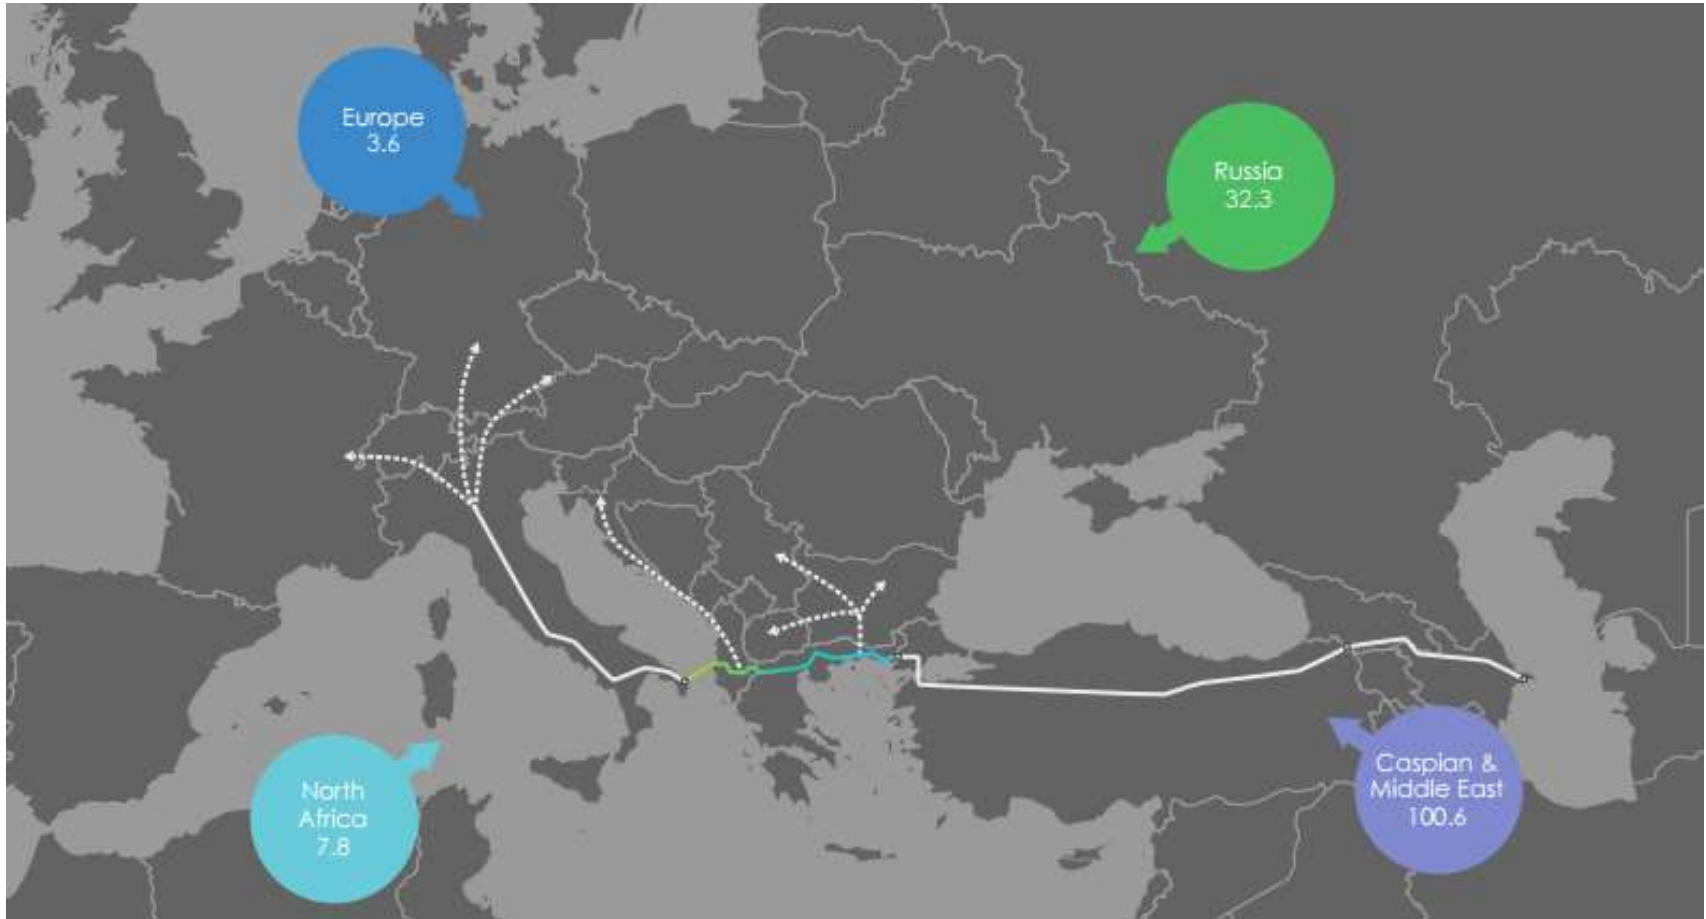 Europe
3.6
Russia
32.3
North
Africa
7.8
Caspian &
Middle East
100.6